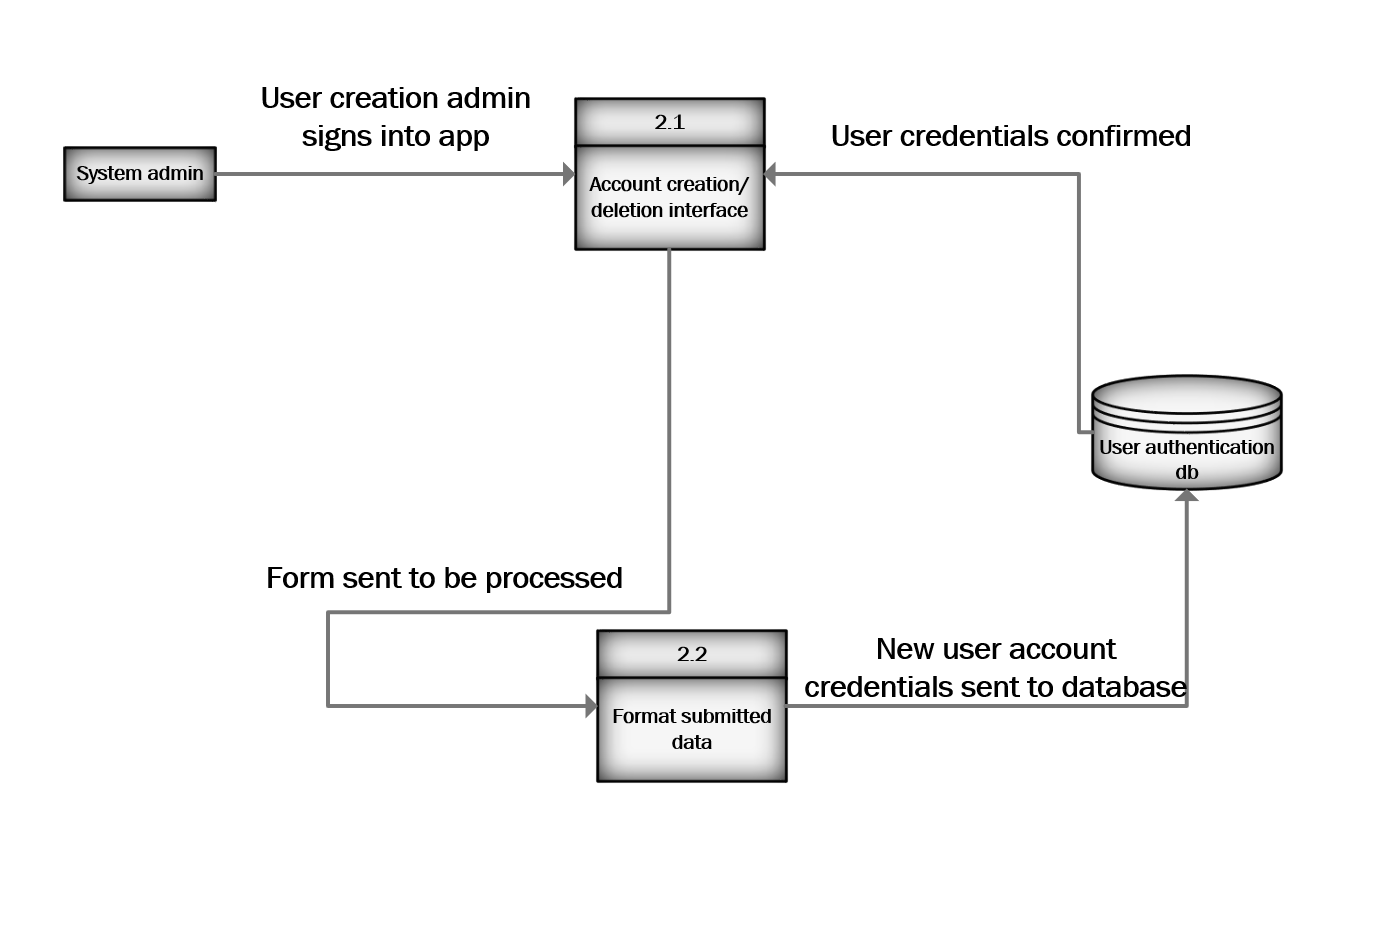 User creation admin
signs into app
System admin
2.1
Account creation/
deletion interface
User credentials confirmed
User authentication
db
Form sent to be processed
2.2
Format submitted
data
New user account
credentials sent to database